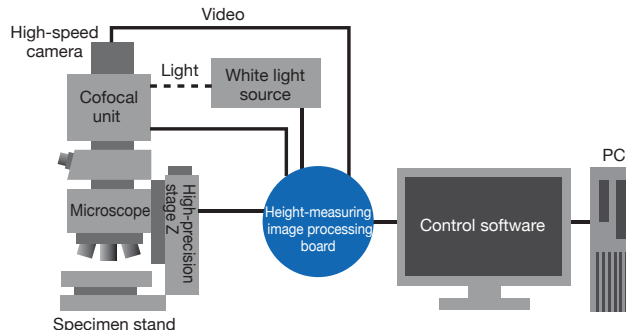 Video
High-speed
camera
Light
White light
source
Cofocal
unit
PC
Microscope
High-precision
stage Z
Height-measuring
image processing
board
Control software
Specimen stand